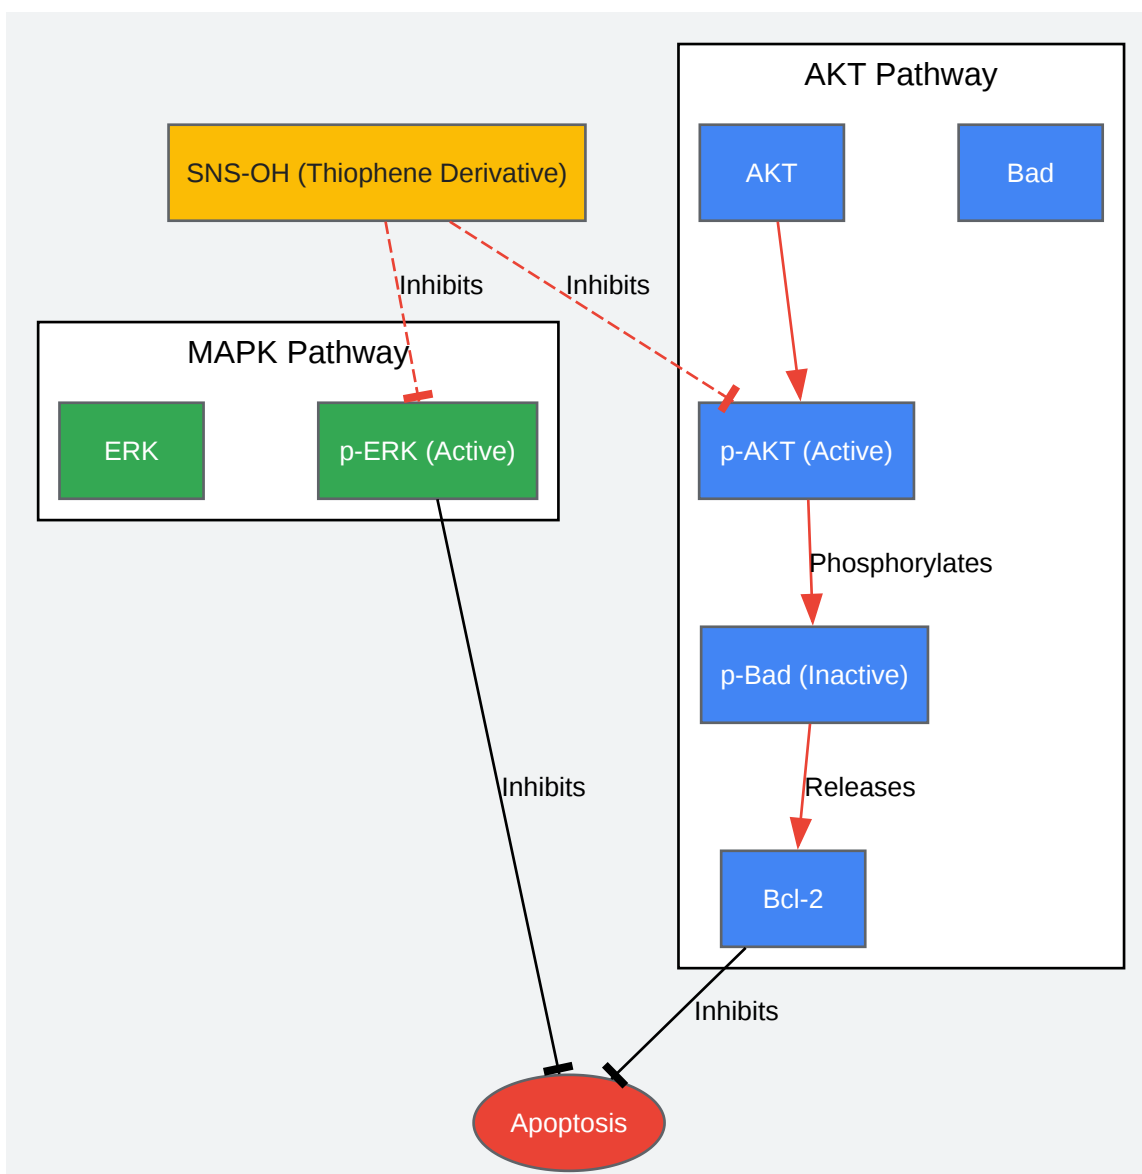 AKT Pathway
SNS-OH (Thiophene Derivative)
AKT
Bad
Inhibits
Inhibits
MAPK Pathway
ERK
p-ERK (Active)
p-AKT (Active)
Phosphorylates
p-Bad (Inactive)
Inhibits
Releases
Bcl-2
Inhibits
Apoptosis